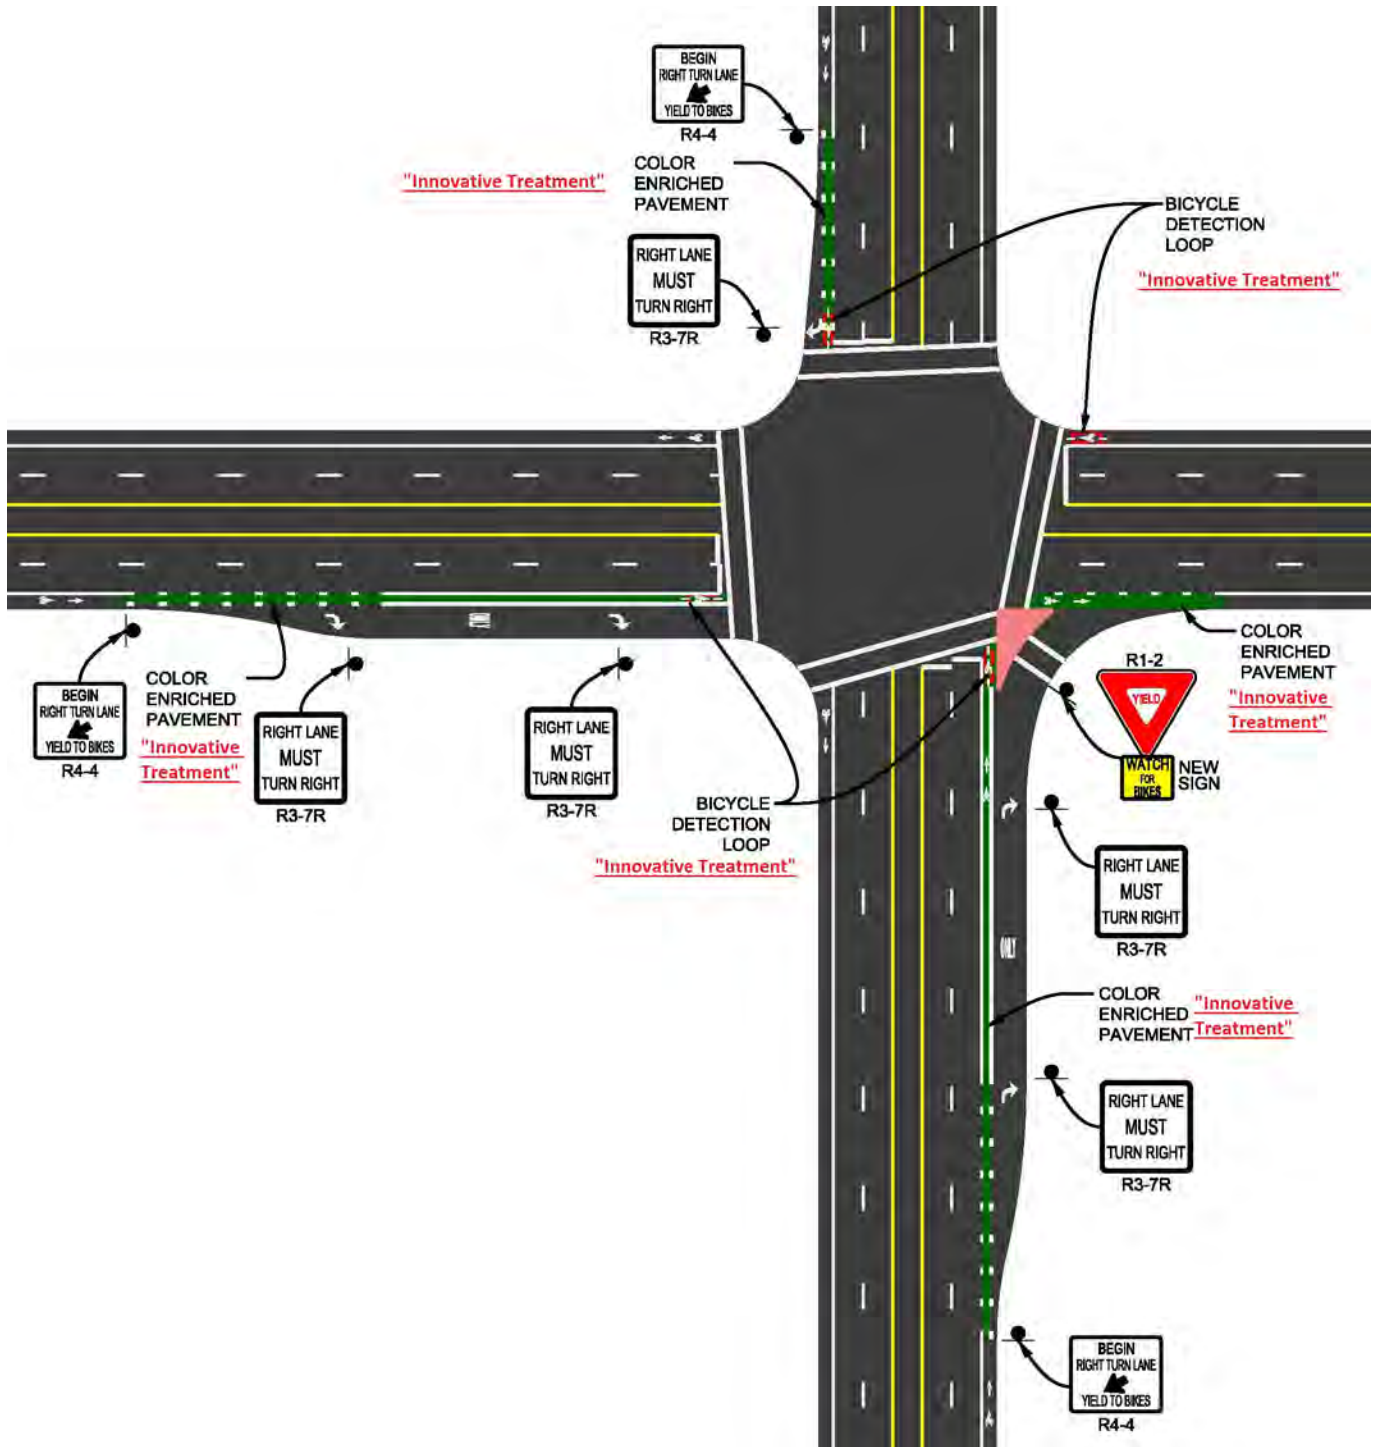 BEGIN
RIGHT TURN LANE
YIELD TO BIKES
R4-4
COLOR
ENRICHED
PAVEMENT
"Innovative Treatment"
RIGHT LANE
MUST
TURN RIGHT
R3-7R
BICYCLE
DETECTION
LOOP
"Innovative Treatment"
ONLY
BEGIN
RIGHT TURN LANE
YIELD TO BIKES
R4-4
COLOR
ENRICHED
PAVEMENT
"Innovative
Treatment"
RIGHT LANE
MUST
TURN RIGHT
R3-7R
RIGHT LANE
MUST
TURN RIGHT
R3-7R
BICYCLE
DETECTION
LOOP
"Innovative Treatment"
COLOR
ENRICHED
PAVEMENT
"Innovative
Treatment"
R1-2
YIELD
WATCH
FOR
BIKES
NEW
SIGN
RIGHT LANE
MUST
TURN RIGHT
R3-7R
ONLY
COLOR
ENRICHED
PAVEMENT
"Innovative
Treatment"
RIGHT LANE
MUST
TURN RIGHT
R3-7R
BEGIN
RIGHT TURN LANE
YIELD TO BIKES
R4-4